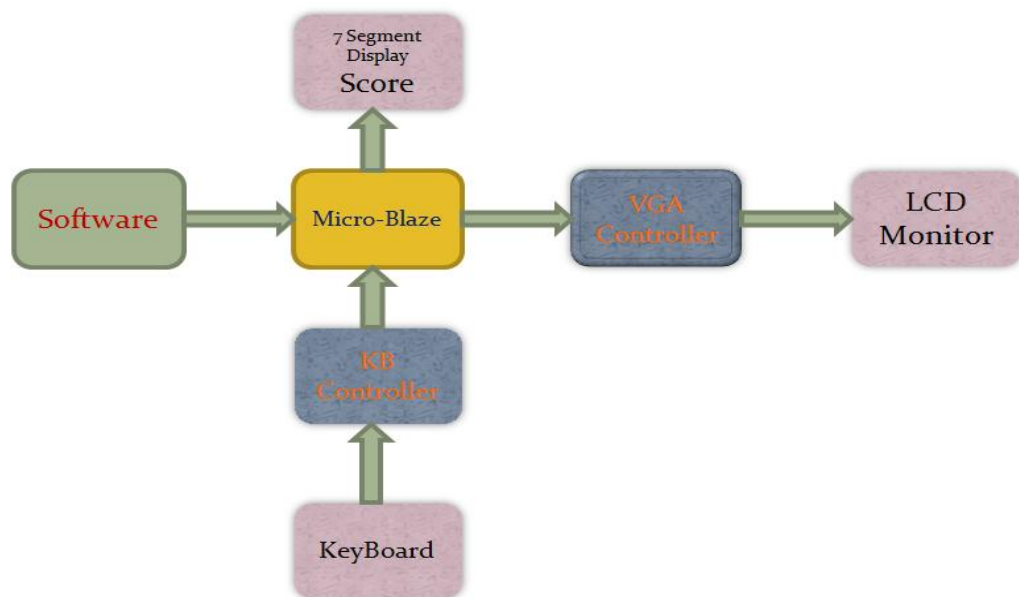 7 Segment
Display
Score
Software
Micro-Blaze
VGA
Controller
LCD
Monitor
KB
Controller
KeyBoard